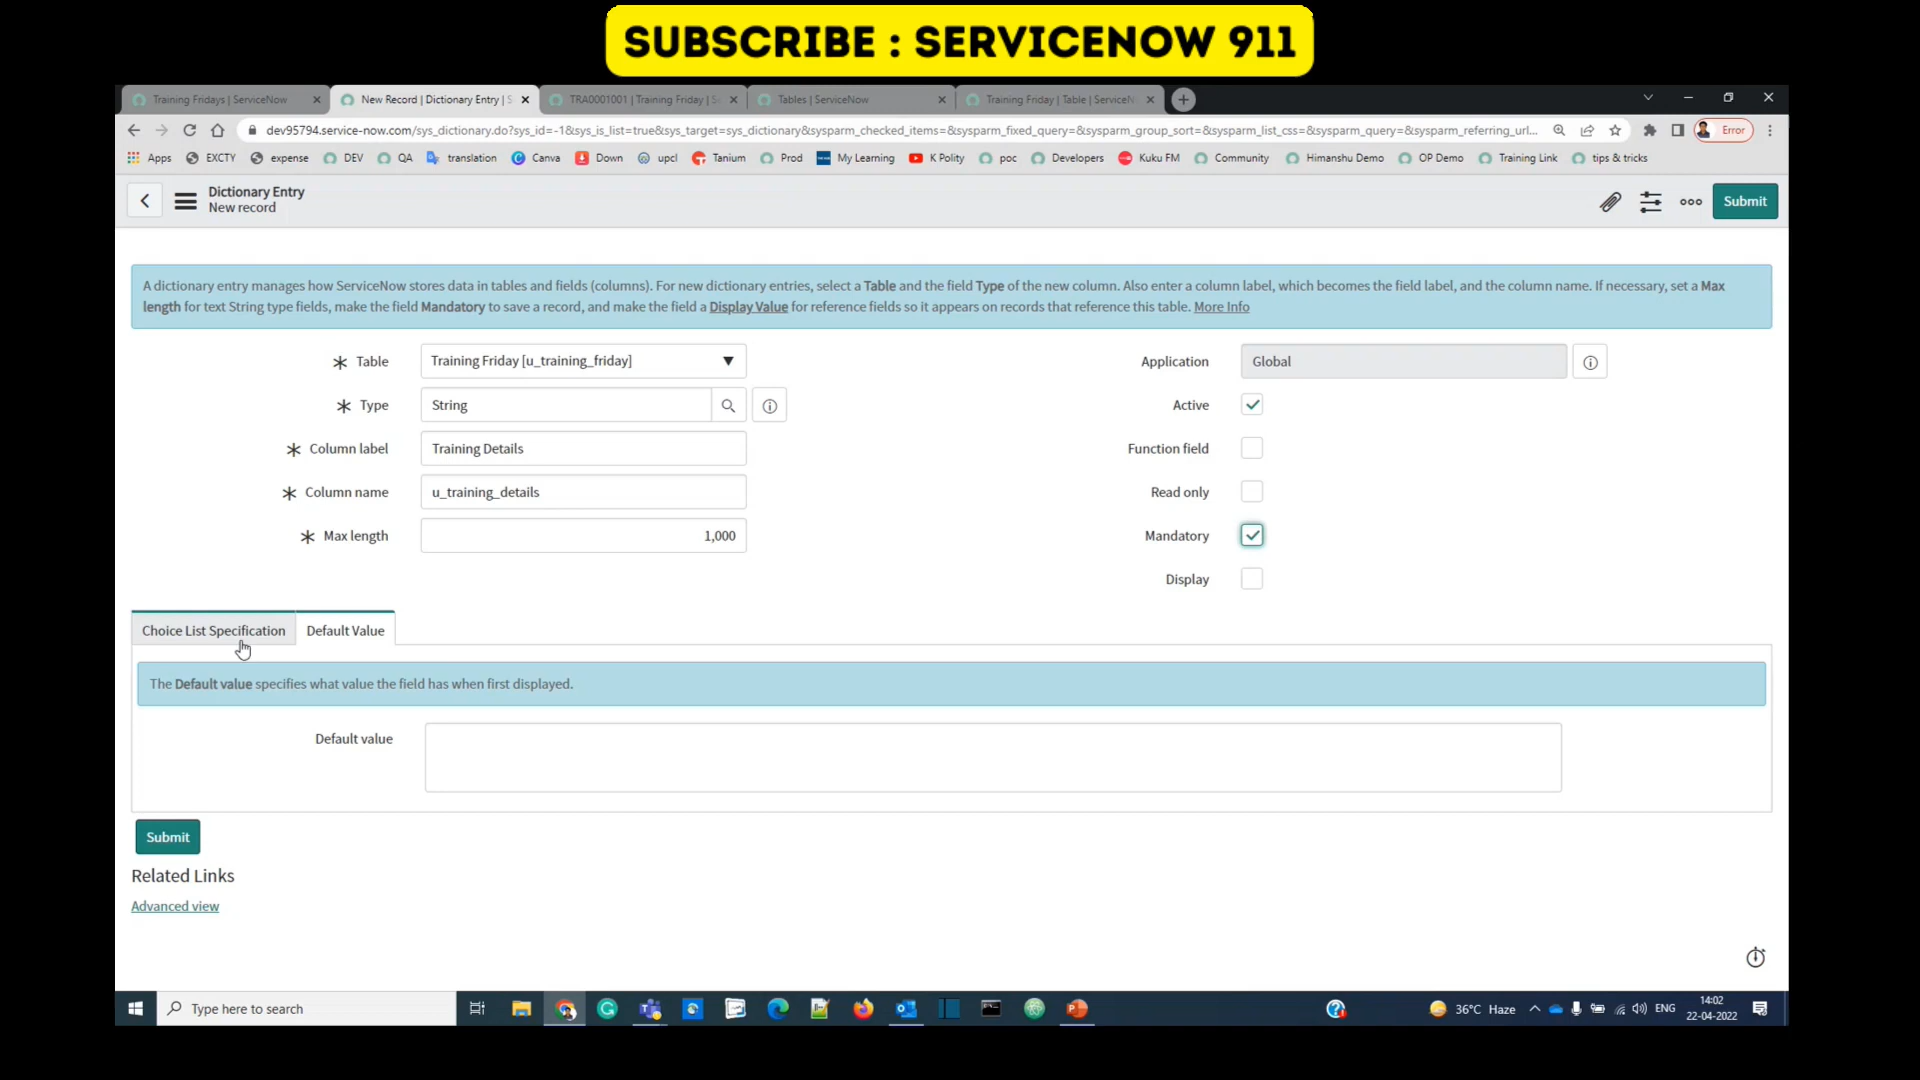 SUBSCRIBE : SERVICENOW 911
Training Fridays | ServiceNow
New Record | Dictionary Entry | S
TRA0001001 | Training Friday | S
Tables | ServiceNow
Training Friday | Table | ServiceN
dev95794.service-now.com/sys_dictionary.do?sys_id=-1&sys_is_list=true&sys_target=sys_dictionary&sysparm_checked_items=&sysparm_fixed_query=&sysparm_group_sort=&sysparm_list_css=&sysparm_query=&sysparm_referring_url...
Error
Apps EXCTY expense DEV QA translation Canva Down upcl Tanium Prod My Learning K Polity poc Developers Kuku FM Community Himanshu Demo OP Demo Training Link tips & tricks
Dictionary Entry
New record
Submit
A dictionary entry manages how ServiceNow stores data in tables and fields (columns). For new dictionary entries, select a Table and the field Type of the new column. Also enter a column label, which becomes the field label, and the column name. If necessary, set a Max
length for text String type fields, make the field Mandatory to save a record, and make the field a Display Value for reference fields so it appears on records that reference this table. More Info
Table Training Friday [u_training_friday]
Application Global
Type String
Active
Column label Training Details
Function field
Column name u_training_details
Read only
Max length 1,000
Mandatory
Display
Choice List Specification Default Value
The Default value specifies what value the field has when first displayed.
Default value
Submit
Related Links
Advanced view
Type here to search
36°C Haze
ENG
14:02
22-04-2022